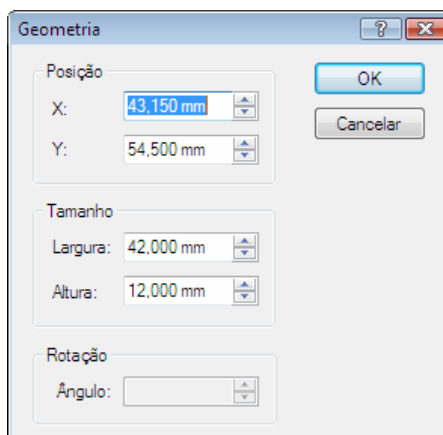 Geometria
Posição
X: 43,150 mm
Y: 54,500 mm
OK
Cancelar
Tamanho
Largura: 42,000 mm
Altura: 12,000 mm
Rotação
Ângulo: